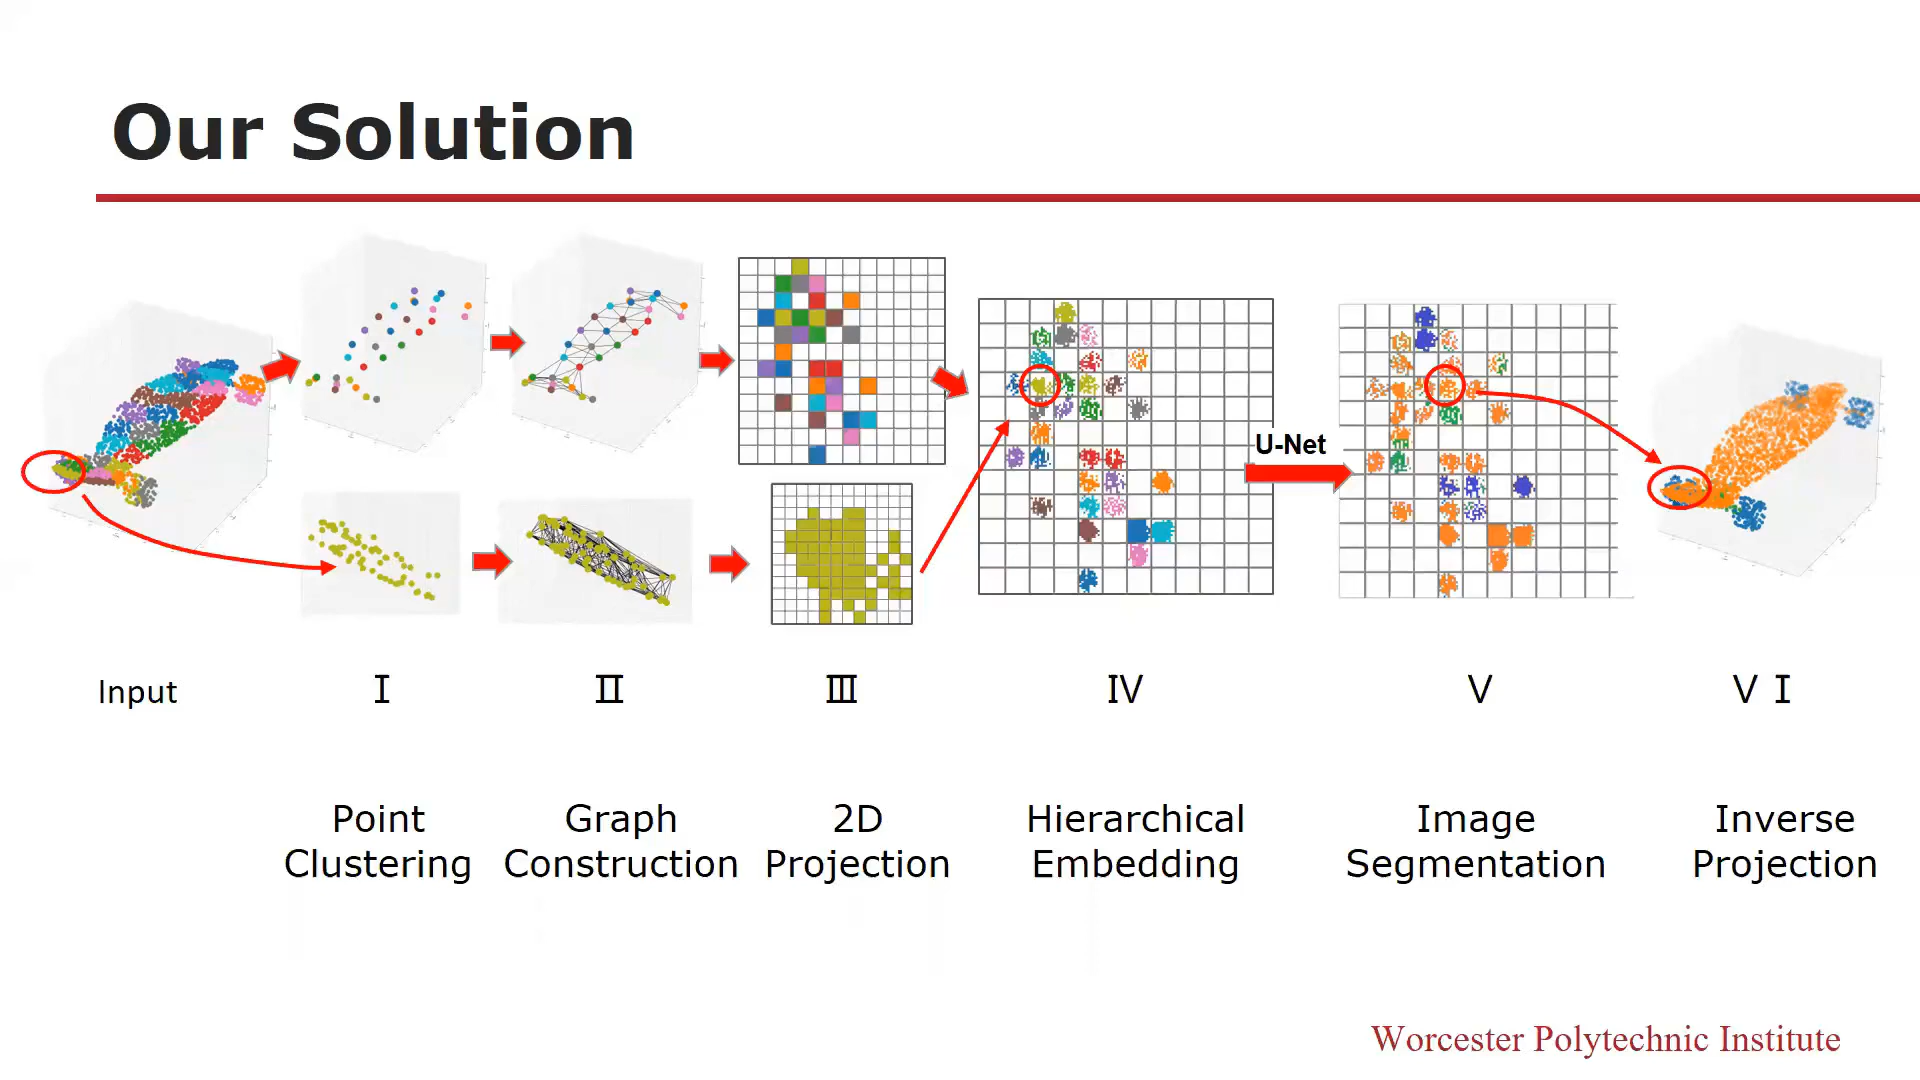 Our Solution
U-Net
Input
I
II
III
IV
V
V I
Point
Clustering
Graph
Construction
2D
Projection
Hierarchical
Embedding
Image
Segmentation
Inverse
Projection
Worcester Polytechnic Institute